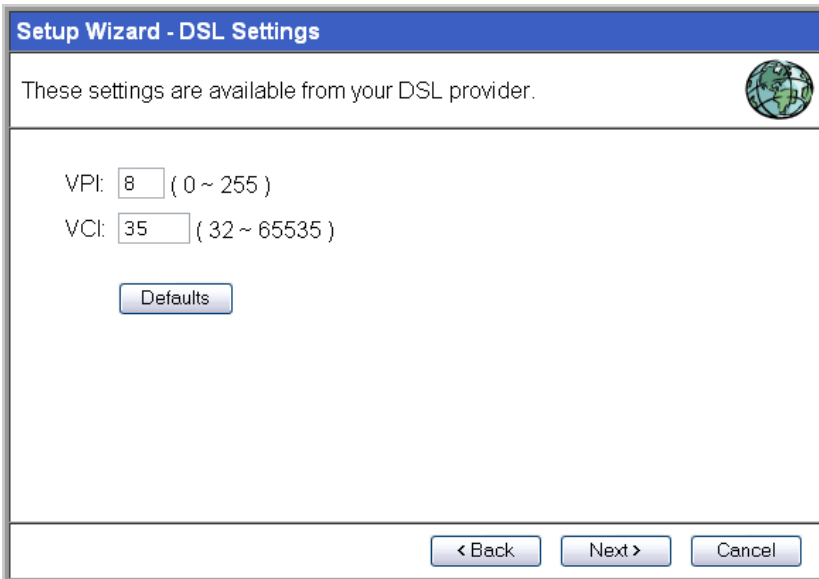 Setup Wizard - DSL Settings
These settings are available from your DSL provider.
VPI: 8 ( 0 ~ 255 )
VCI: 35 ( 32 ~ 65535 )
Defaults
< Back Next > Cancel